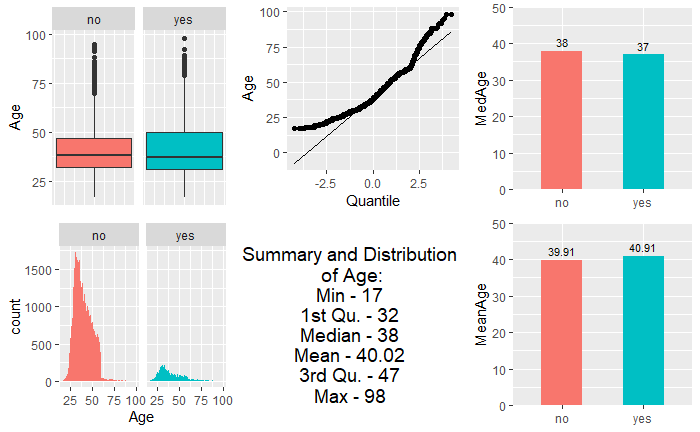 no
yes
Age
100
75
50
25
Age
100
75
50
25
0
-2.5
0.0
2.5
Quantile
MedAge
50
40
30
20
10
0
38
37
no
yes
no
yes
count
1500
1000
500
0
25 50 75 100
25 50 75 100
Age
Summary and Distribution
of Age:
Min - 17
1st Qu. - 32
Median - 38
Mean - 40.02
3rd Qu. - 47
Max - 98
MeanAge
50
40
30
20
10
0
39.91
40.91
no
yes